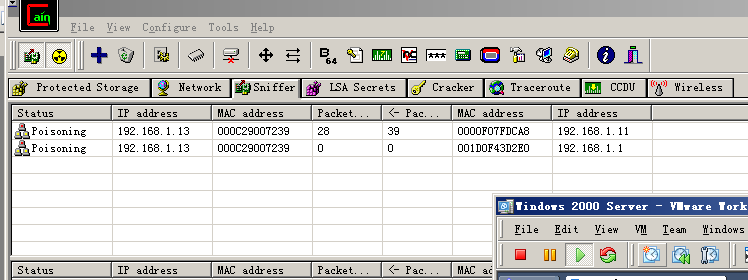 Cain
File View Configure Tools Help
B64
Protected Storage Network Sniffer LSA Secrets Cracker Traceroute CCDU Wireless
Status IP address MAC address Packet... <- Pac... MAC address IP address
Poisoning 192.168.1.13 000C29007239 28 39 0000F07FDCA8 192.168.1.11
Poisoning 192.168.1.13 000C29007239 0 0 001D0F43D2E0 192.168.1.1
Windows 2000 Server - VMware Work
File Edit View VM Team Windows
Status IP address MAC address Packet... <- Pac... MAC ad